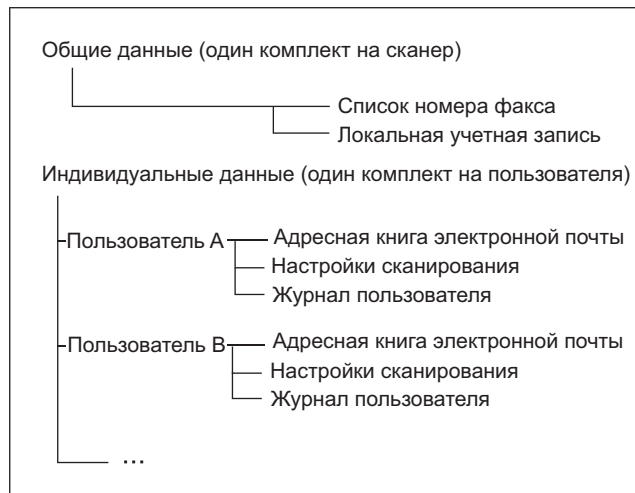 Общие данные (один комплект на сканер)
Список номера факса
Локальная учетная запись
Индивидуальные данные (один комплект на пользователя)
Пользователь A
Адресная книга электронной почты
Настройки сканирования
Журнал пользователя
Пользователь B
Адресная книга электронной почты
Настройки сканирования
Журнал пользователя
...